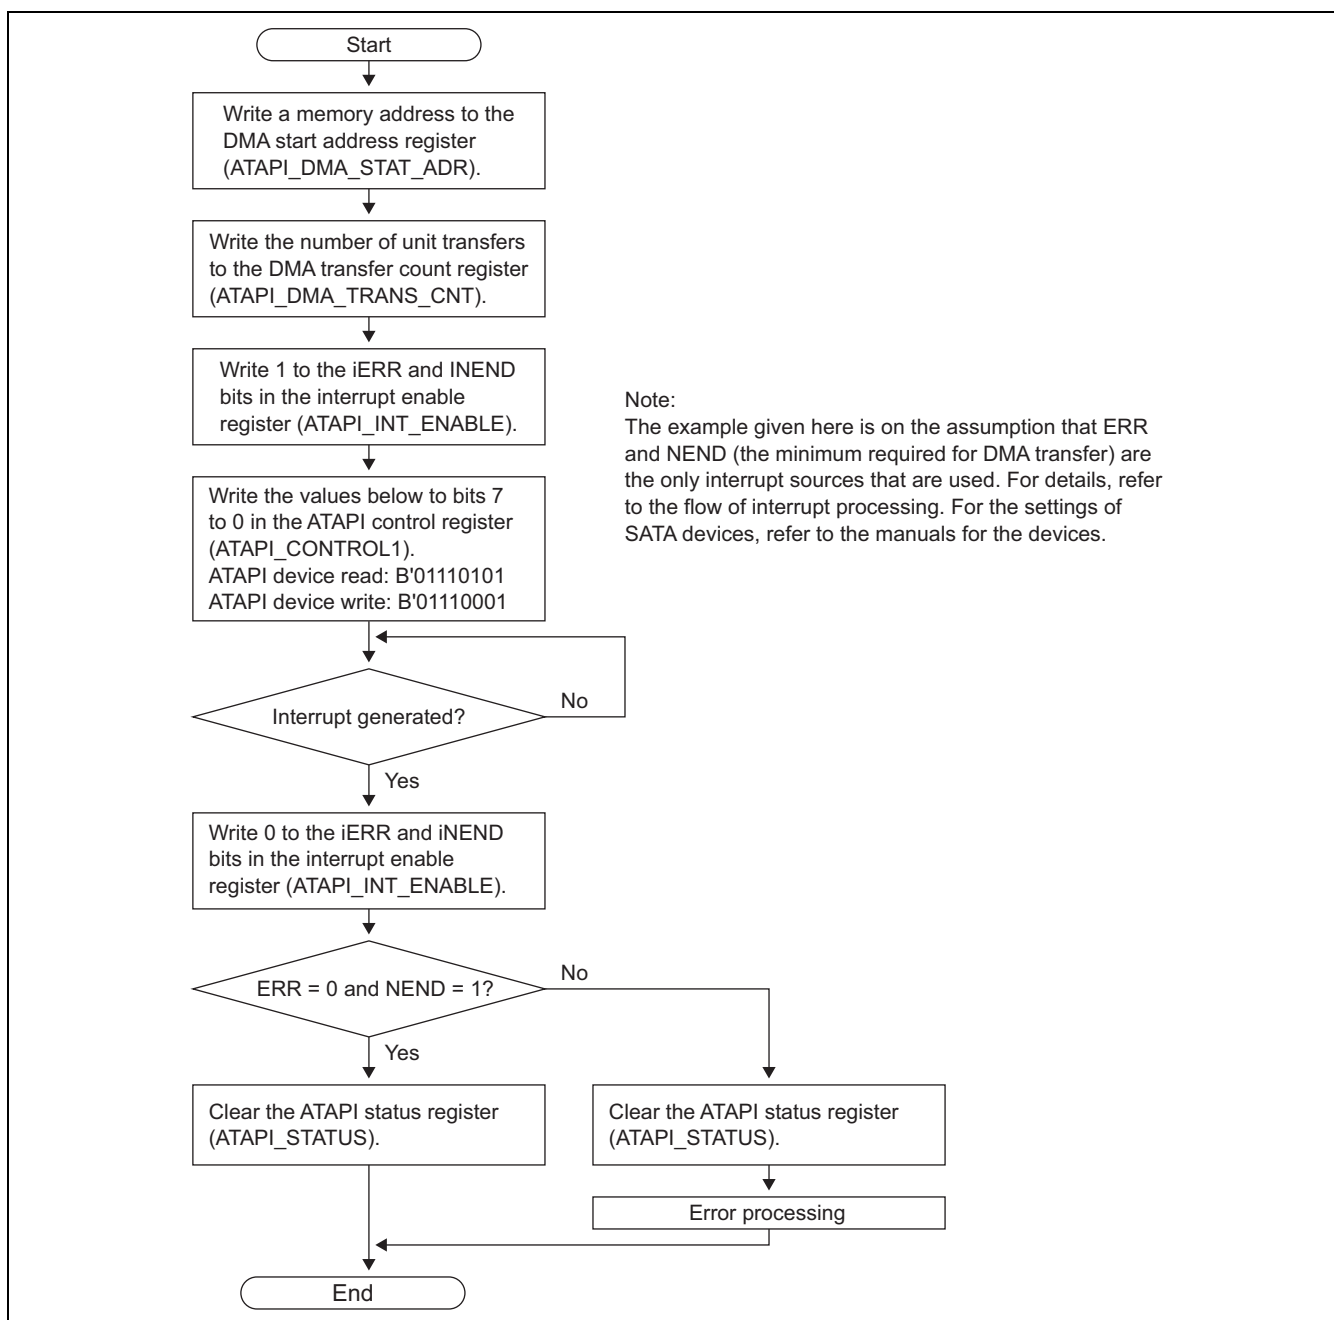 Start
Write a memory address to the
DMA start address register
(ATAPI_DMA_STAT_ADR).
Write the number of unit transfers
to the DMA transfer count register
(ATAPI_DMA_TRANS_CNT).
Write 1 to the iERR and INEND
bits in the interrupt enable
register (ATAPI_INT_ENABLE).
Note:
The example given here is on the assumption that ERR
and NEND (the minimum required for DMA transfer) are
the only interrupt sources that are used. For details, refer
to the flow of interrupt processing. For the settings of
SATA devices, refer to the manuals for the devices.
Write the values below to bits 7
to 0 in the ATAPI control register
(ATAPI_CONTROL1).
ATAPI device read: B'01110101
ATAPI device write: B'01110001
Interrupt generated?
No
Yes
Write 0 to the iERR and iNEND
bits in the interrupt enable
register (ATAPI_INT_ENABLE).
ERR = 0 and NEND = 1?
No
Yes
Clear the ATAPI status register
(ATAPI_STATUS).
Clear the ATAPI status register
(ATAPI_STATUS).
Error processing
End